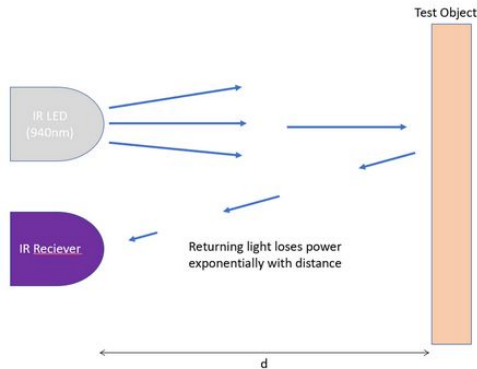 Test Object
IR LED
(940nm)
IR Reciever
Returning light loses power
exponentially with distance
d